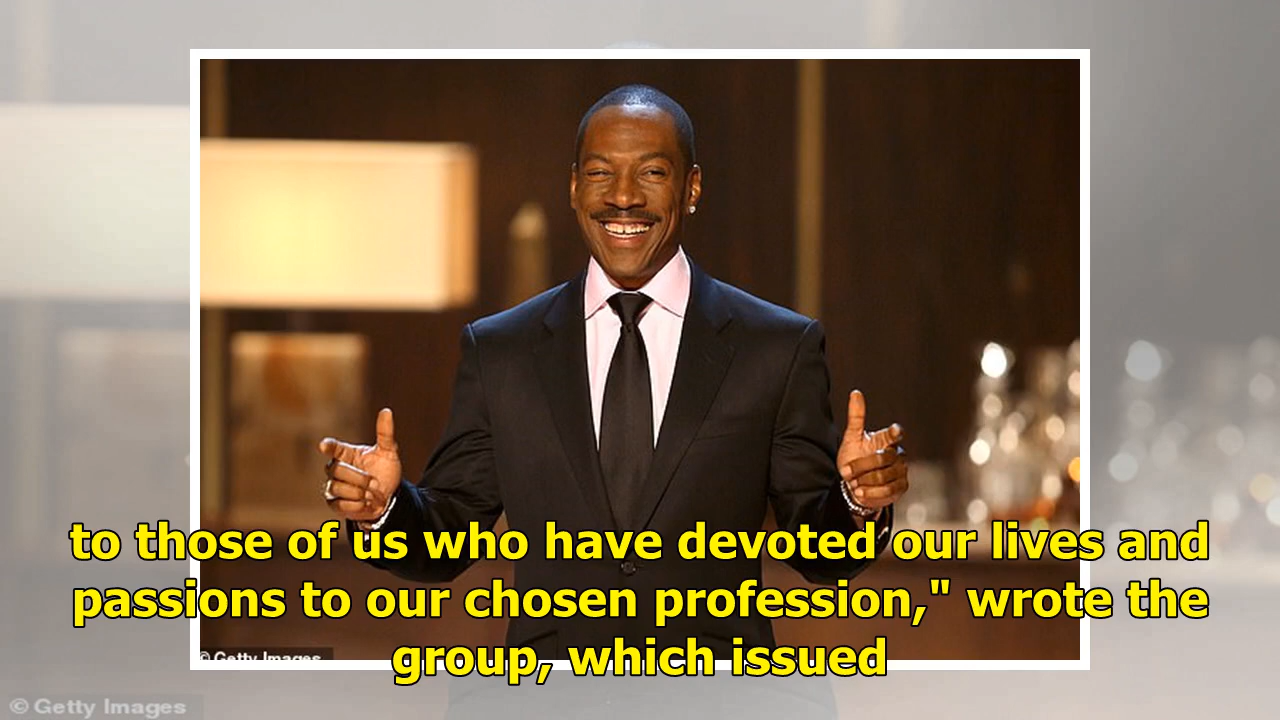 to those of us who have devoted our lives and
passions to our chosen profession," wrote the
group, which issued
© Getty Images
© Getty Images